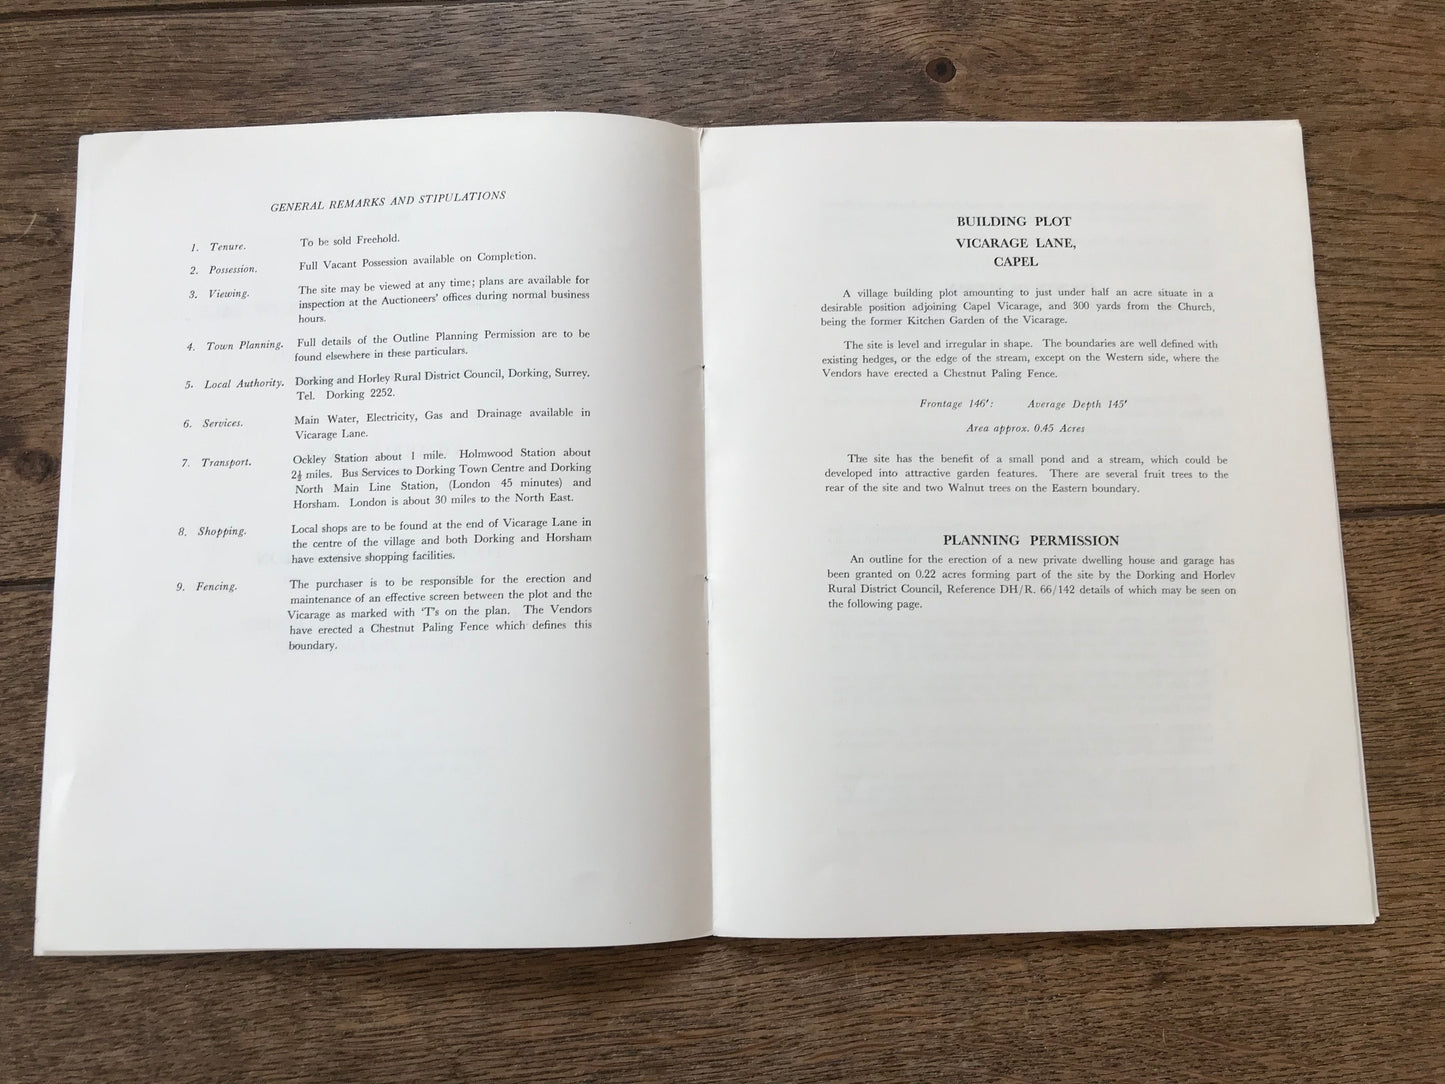 GENERAL REMARKS AND STIPULATIONS
1. Tenure. To be sold Freehold.
2. Possession. Full Vacant Possession available on Completion.
3. Viewing. The site may be viewed at any time; plans are available for
inspection at the Auctioneers' offices during normal business
hours.
4. Town Planning. Full details of the Outline Planning Permission are to be
found elsewhere in these particulars.
5. Local Authority. Dorking and Horley Rural District Council, Dorking, Surrey.
Tel. Dorking 2252.
6. Services. Main Water, Electricity, Gas and Drainage available in
Vicarage Lane.
7. Transport. Ockley Station about 1 mile. Holmwood Station about
2½ miles. Bus Services to Dorking Town Centre and Dorking
North Main Line Station, (London 45 minutes) and
Horsham. London is about 30 miles to the North East.
8. Shopping. Local shops are to be found at the end of Vicarage Lane in
the centre of the village and both Dorking and Horsham
have extensive shopping facilities.
9. Fencing. The purchaser is to be responsible for the erection and
maintenance of an effective screen between the plot and the
Vicarage as marked with 'T's on the plan. The Vendors
have erected a Chestnut Paling Fence which defines this
boundary.
BUILDING PLOT
VICARAGE LANE,
CAPEL
A village building plot amounting to just under half an acre situate in a
desirable position adjoining Capel Vicarage, and 300 yards from the Church,
being the former Kitchen Garden of the Vicarage.
The site is level and irregular in shape. The boundaries are well defined with
existing hedges, or the edge of the stream, except on the Western side, where the
Vendors have erected a Chestnut Paling Fence.
Frontage 146′: Average Depth 145′
Area approx. 0.45 Acres
The site has the benefit of a small pond and a stream, which could be
developed into attractive garden features. There are several fruit trees to the
rear of the site and two Walnut trees on the Eastern boundary.
PLANNING PERMISSION
An outline for the erection of a new private dwelling house and garage has
been granted on 0.22 acres forming part of the site by the Dorking and Horley
Rural District Council, Reference DH/R. 66/142 details of which may be seen on
the following page.